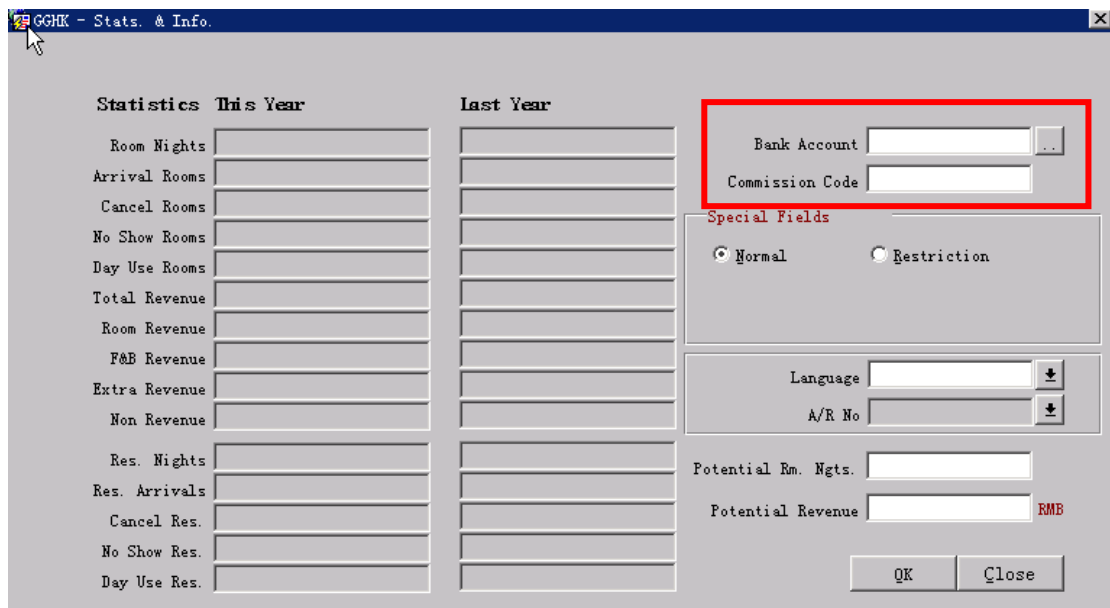 GGHK - Stats. & Info.
Statistics This Year Last Year
Room Nights
Arrival Rooms
Cancel Rooms
No Show Rooms
Day Use Rooms
Total Revenue
Room Revenue
F&B Revenue
Extra Revenue
Non Revenue
Res. Nights
Res. Arrivals
Cancel Res.
No Show Res.
Day Use Res.
Bank Account ..
Commission Code
Special Fields
Normal Restriction
Language
A/R No
Potential Rm. Ngts.
Potential Revenue RMB
OK Close